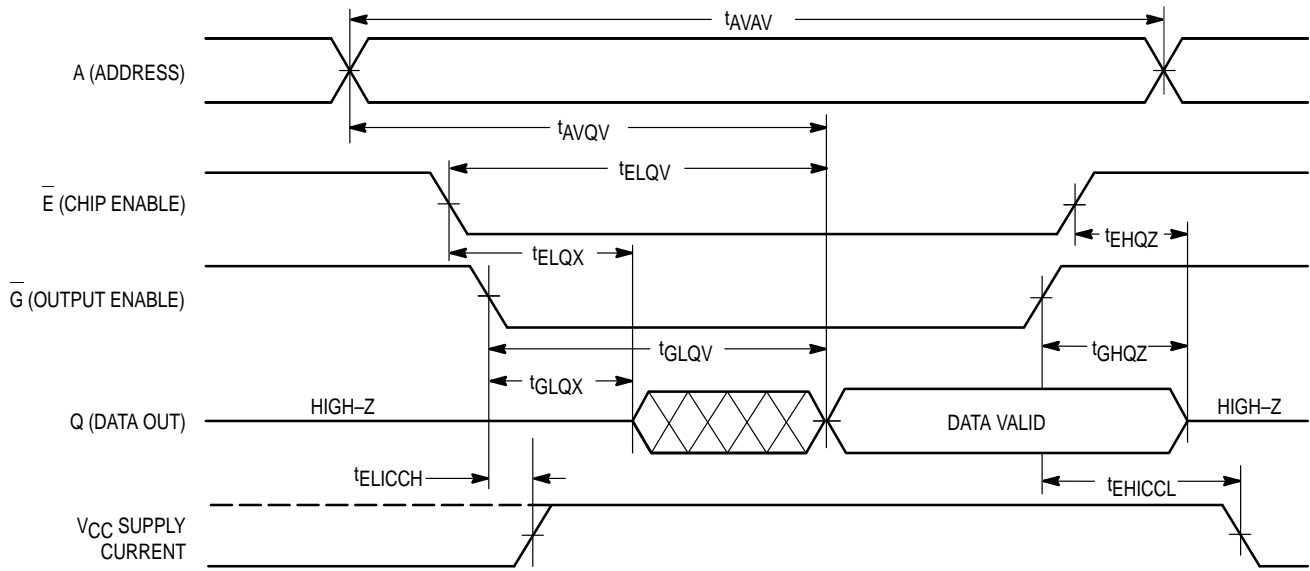 tAVAV
A (ADDRESS)
tAVQV
tELQV
E (CHIP ENABLE)
tEHQZ
tELQX
G (OUTPUT ENABLE)
tGLQV
tGHQZ
tGLQX
HIGH–Z
HIGH–Z
Q (DATA OUT)
DATA VALID
tELICCH
tEHICCL
VCC SUPPLY
CURRENT